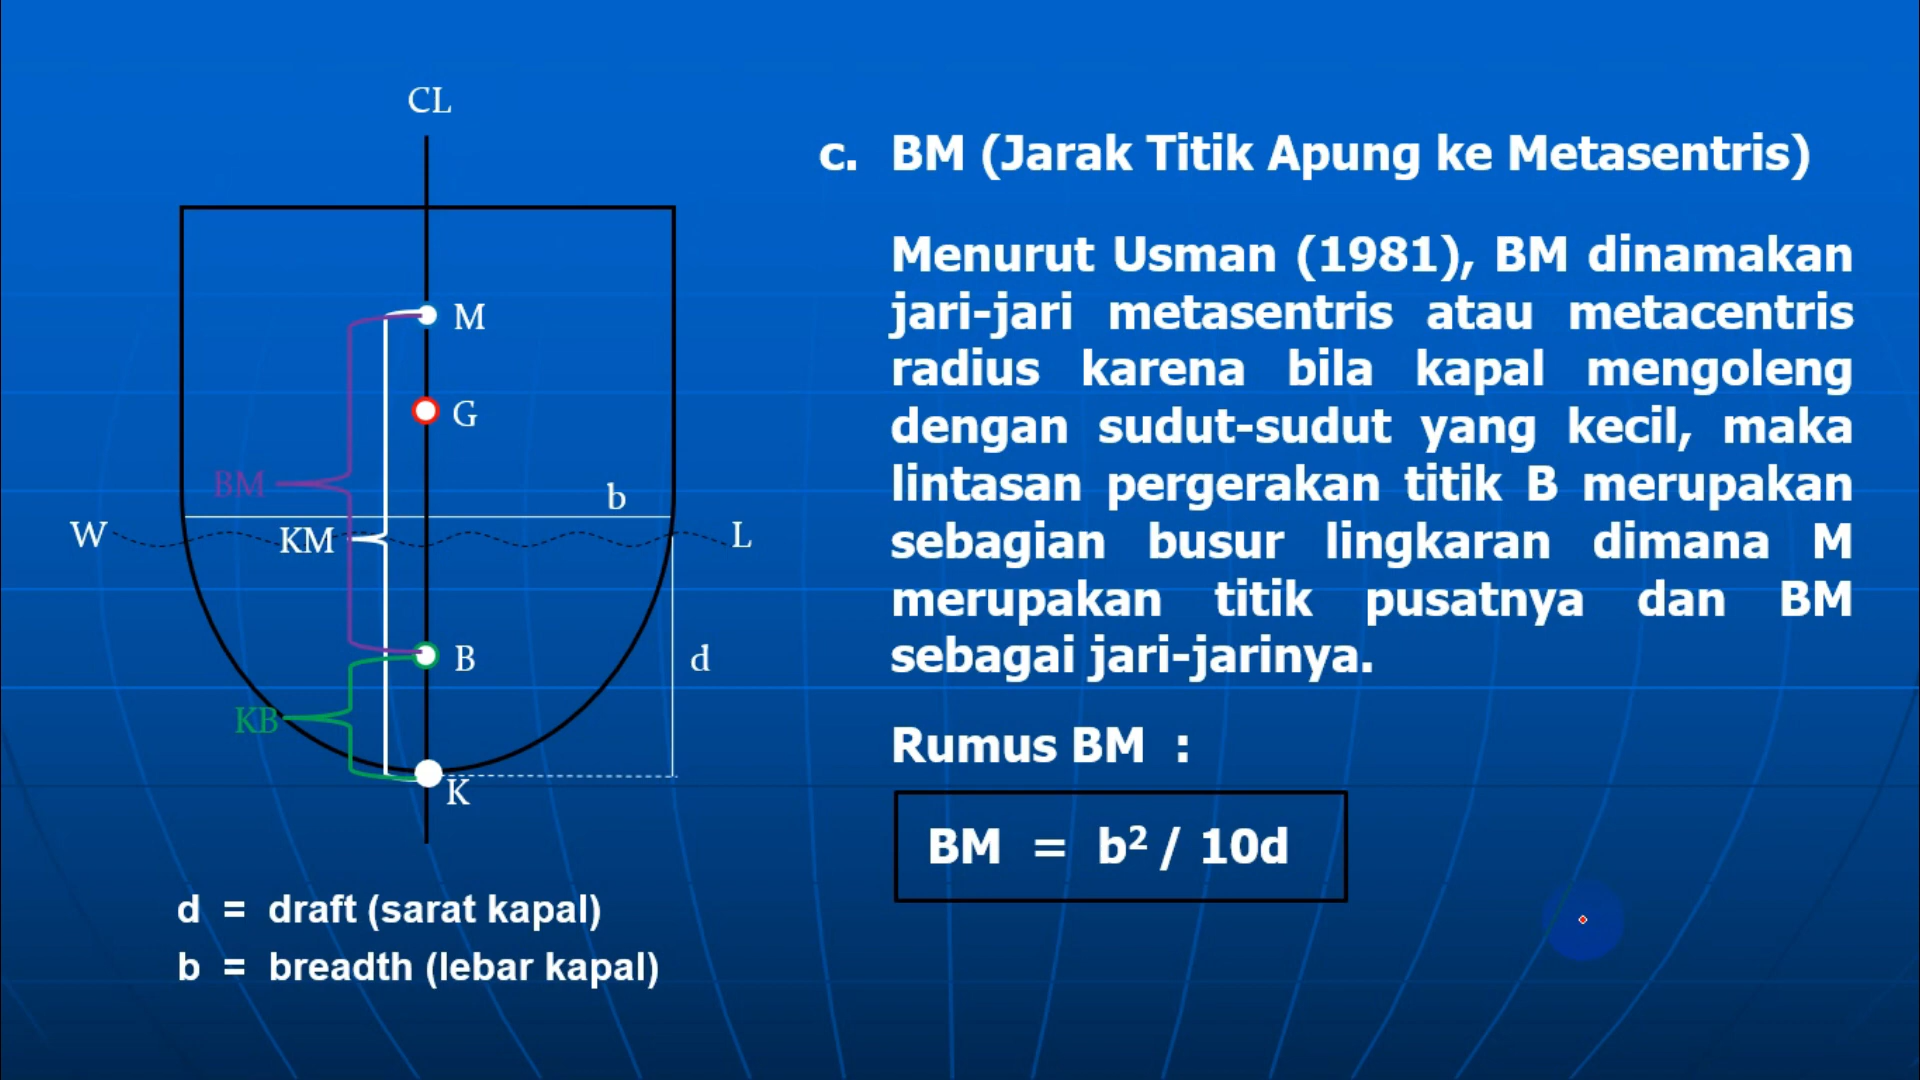 CL
M
G
BM
b
W
KM
L
B
d
KB
K
d = draft (sarat kapal)
b = breadth (lebar kapal)
c. BM (Jarak Titik Apung ke Metasentris)
Menurut Usman (1981), BM dinamakan
jari-jari metasentris atau metacentris
radius karena bila kapal mengoleng
dengan sudut-sudut yang kecil, maka
lintasan pergerakan titik B merupakan
sebagian busur lingkaran dimana M
merupakan titik pusatnya dan BM
sebagai jari-jarinya.
Rumus BM :
BM = b² / 10d